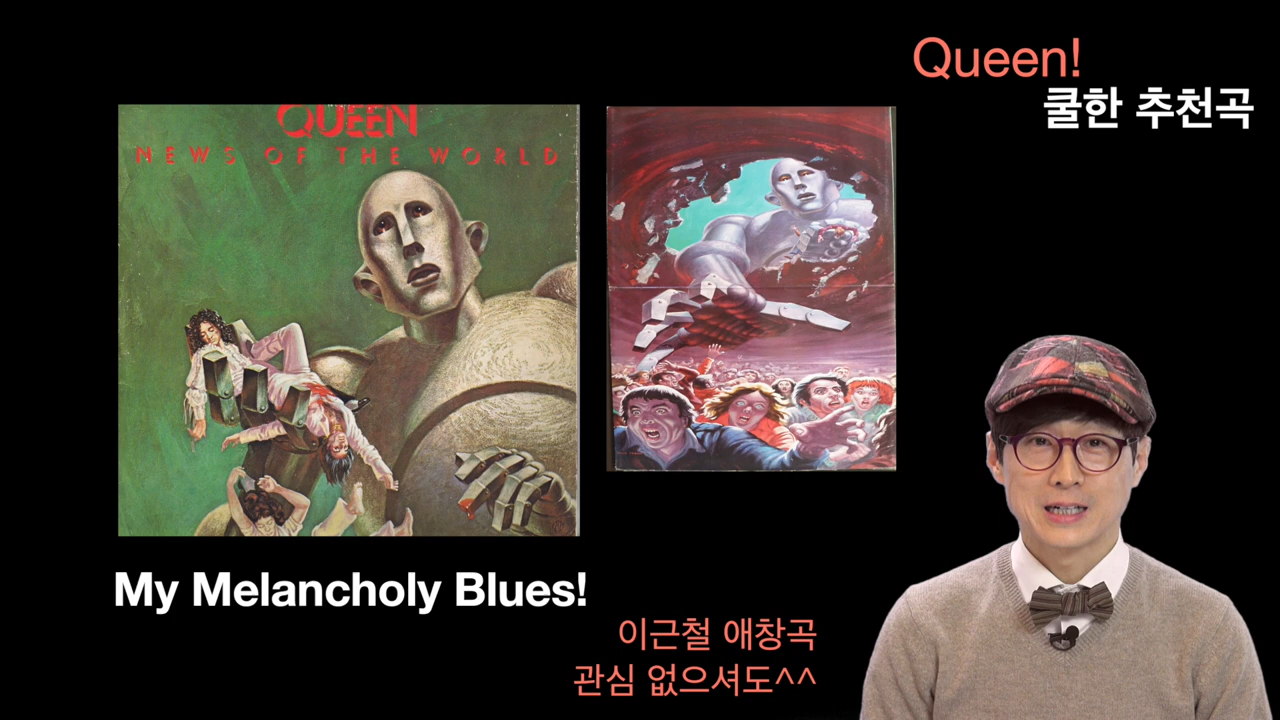 Queen!
쿨한 추천곡
QUEEN
NEWS OF THE WORLD
My Melancholy Blues!
이근철 애창곡
관심 없으셔도^^